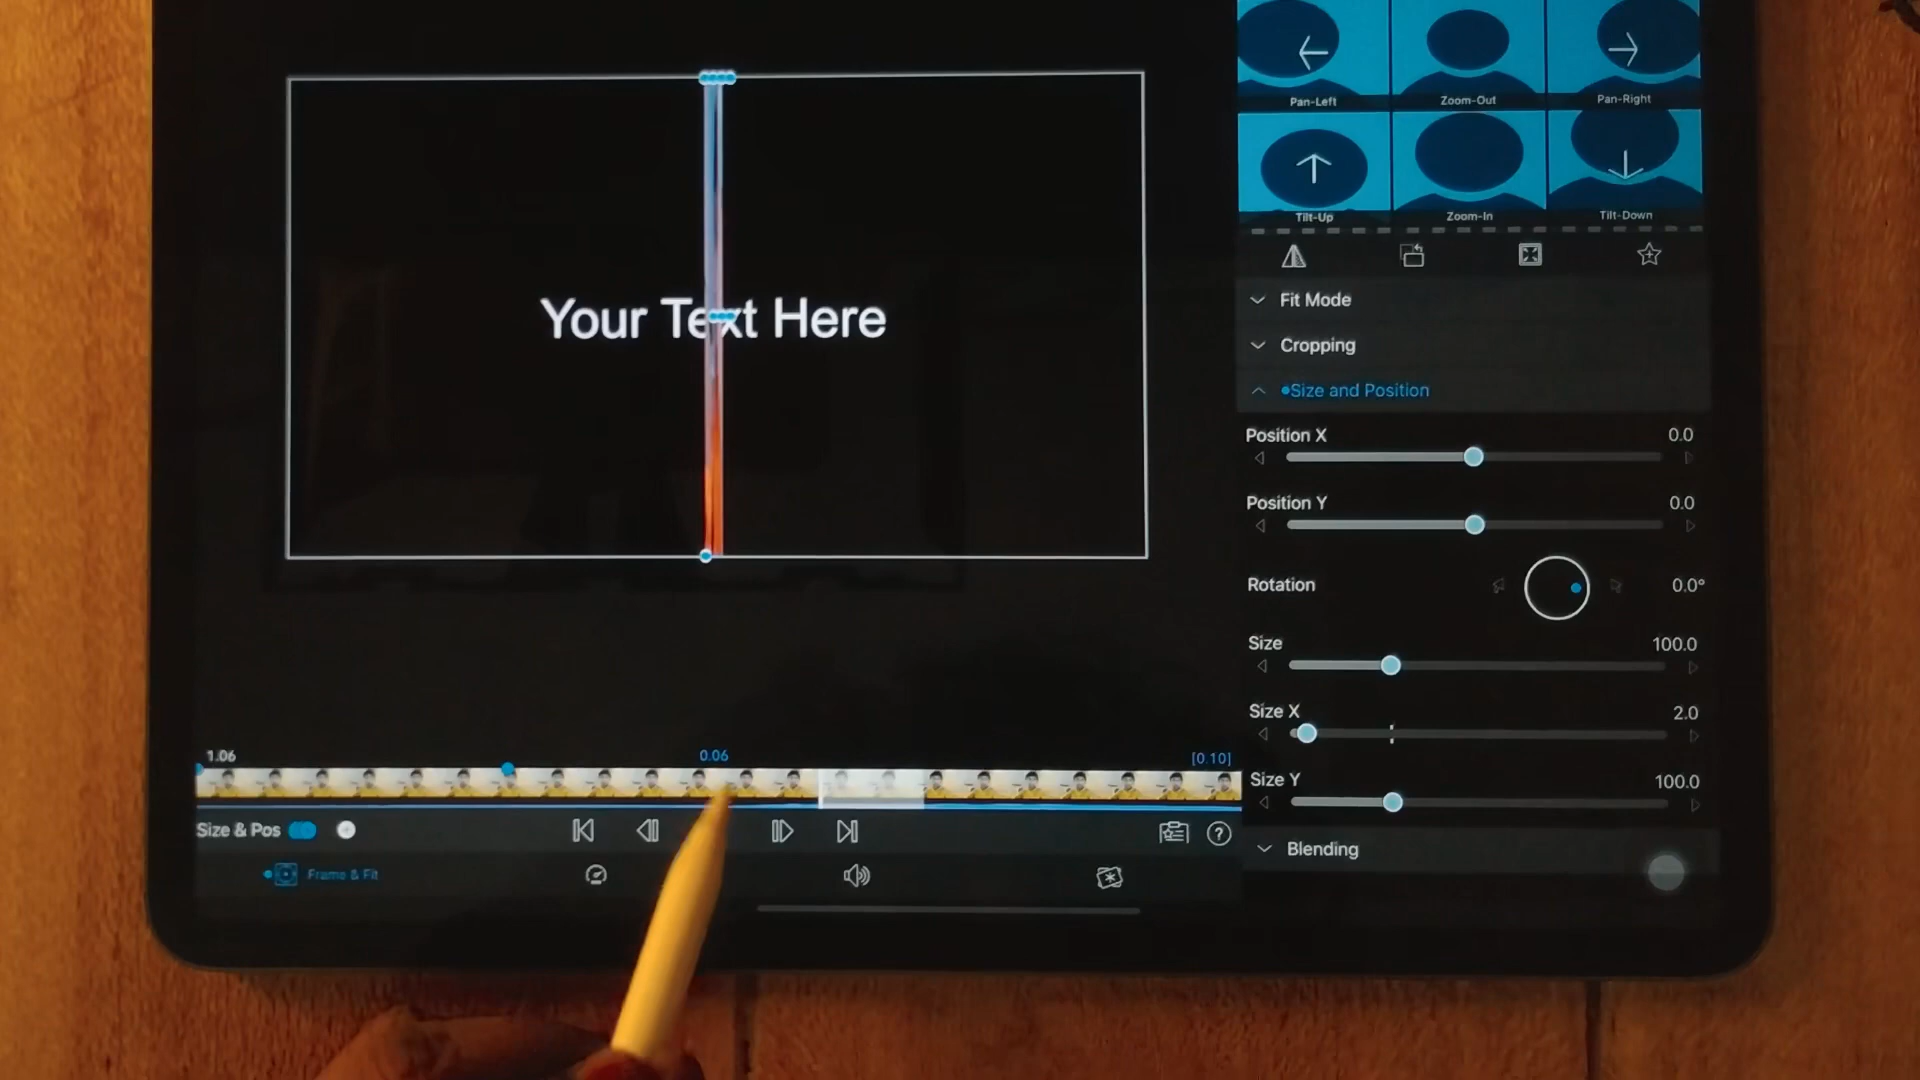 Pan-Left
Zoom-Out
Pan-Right
Tilt-Up
Zoom-In
Tilt-Down
Your Text Here
Fit Mode
Cropping
Size and Position
Position X
0.0
Position Y
0.0
Rotation
0.0°
Size
100.0
Size X
2.0
Size Y
100.0
Blending
1.06
0.06
[0.10]
Size & Pos
?
Frame & Fit